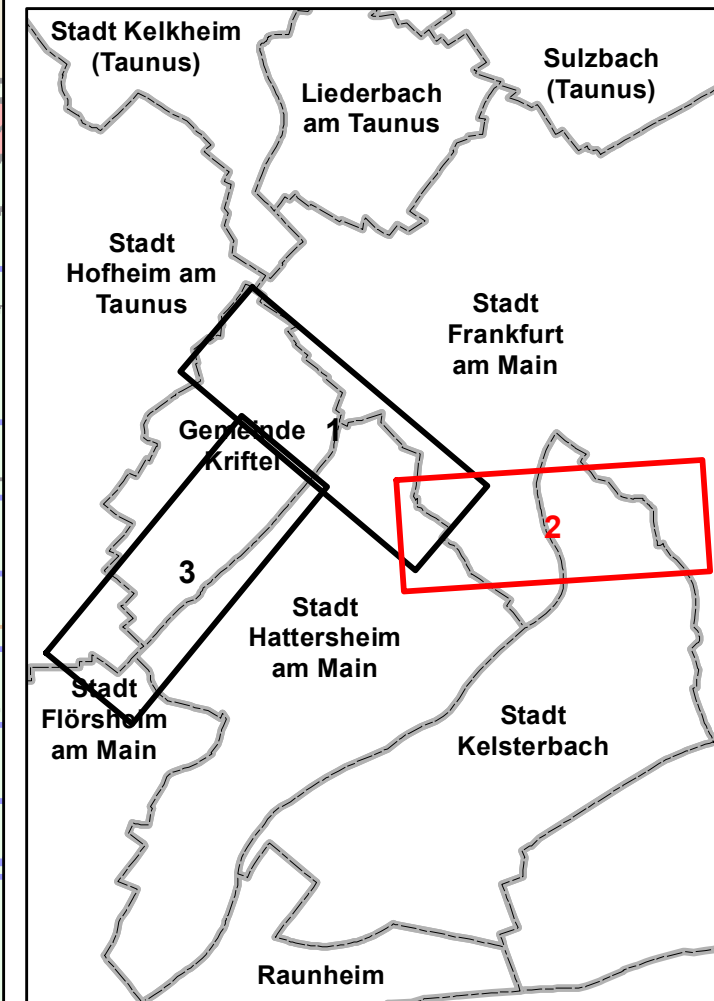 Stadt Kelkheim
(Taunus)
Sulzbach
(Taunus)
Liederbach
am Taunus
Stadt
Hofheim am
Taunus
Stadt
Frankfurt
am Main
Gemeinde
Kriftel
1
2
3
Stadt
Hattersheim
am Main
Stadt
Flörsheim
am Main
Stadt
Kelsterbach
Raunheim